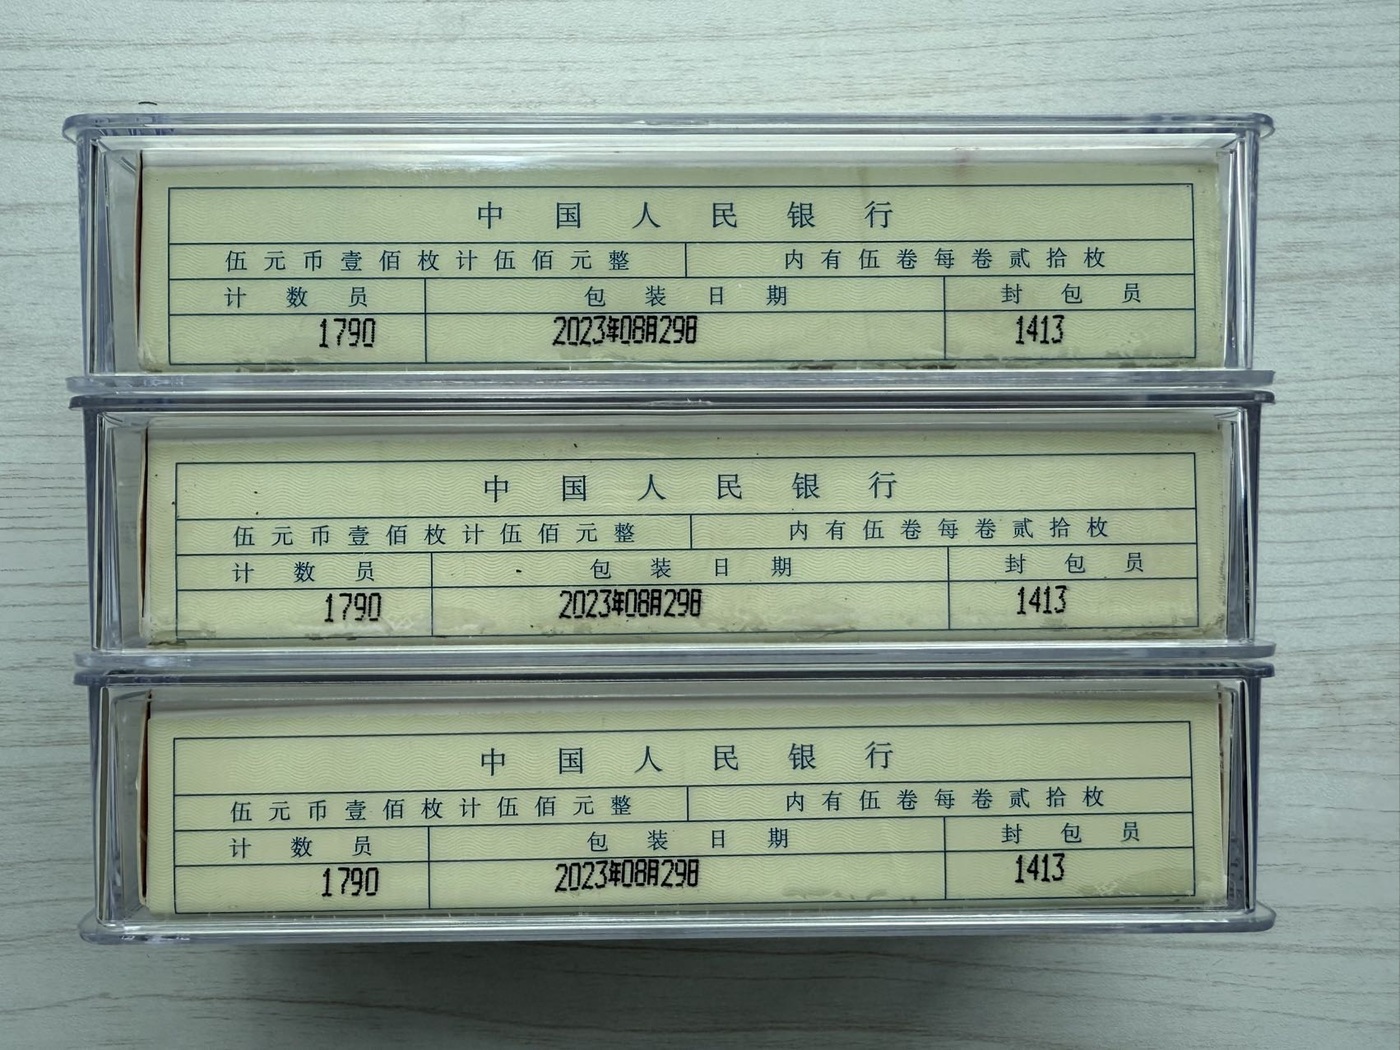 中国人民银行
伍元币壹佰枚计伍佰元整 内有伍卷每卷贰拾枚
计数员 包装日期 封包员
1790 2023年08月29日 1413
中国人民银行
伍元币壹佰枚计伍佰元整 内有伍卷每卷贰拾枚
计数员 包装日期 封包员
1790 2023年08月29日 1413
中国人民银行
伍元币壹佰枚计伍佰元整 内有伍卷每卷贰拾枚
计数员 包装日期 封包员
1790 2023年08月29日 1413